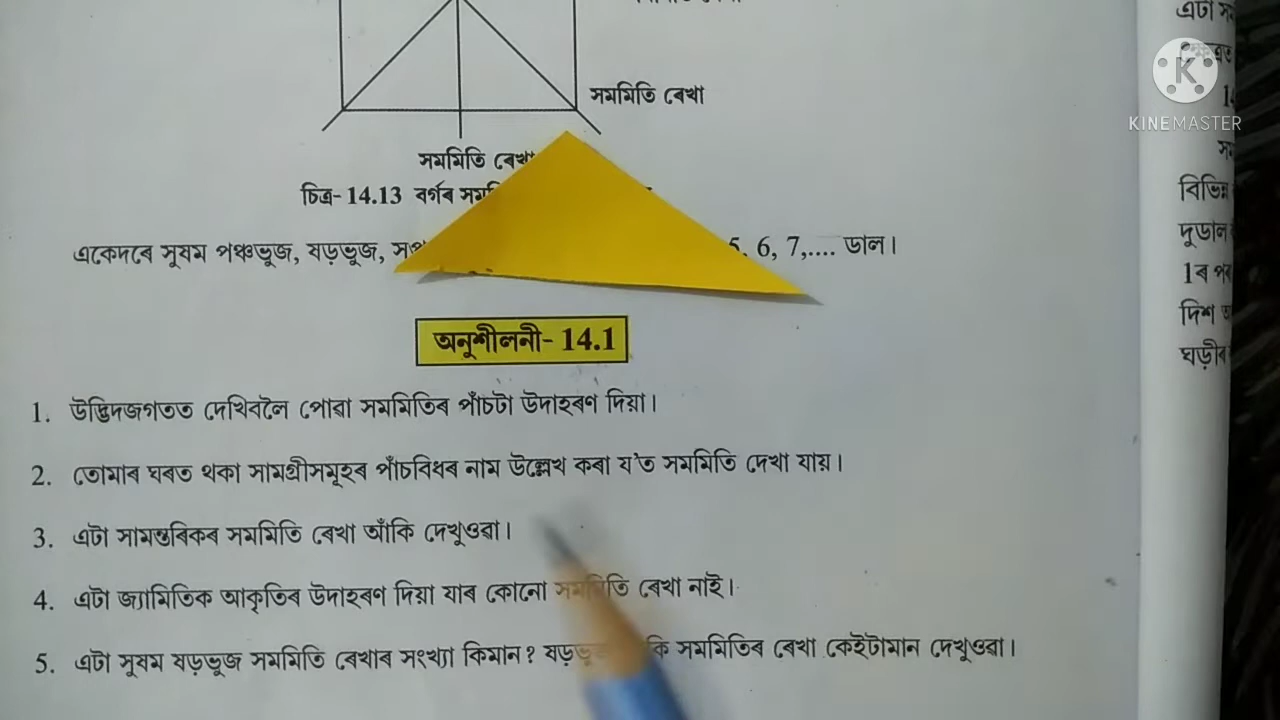 সমমিতি ৰেখা
সমমিতি ৰেখা
চিত্ৰ- 14.13 বৰ্গৰ
একেদৰে সুষম পঞ্চভুজ, ষড়ভুজ, 5, 6, 7,.... ডাল।
অনুশীলনী- 14.1
1. উদ্ভিদজগতত দেখিবলৈ পোৱা সমমিতিৰ পাঁচটা উদাহৰণ দিয়া।
2. তোমাৰ ঘৰত থকা সামগ্ৰীসমূহৰ পাঁচবিধৰ নাম উল্লেখ কৰা য'ত সমমিতি দেখা যায়।
3. এটা সামন্তৰিকৰ সমমিতি ৰেখা আঁকি দেখুওৱা।
4. এটা জ্যামিতিক আকৃতিৰ উদাহৰণ দিয়া যাৰ কোনো সমমিতি ৰেখা নাই।
5. এটা সুষম ষড়ভুজ সমমিতি ৰেখাৰ সংখ্যা কিমান? সমমিতিৰ ৰেখা কেইটামান দেখুওৱা।
এটা
14
বিভিন্ন
দুডাল
1ৰ
দিশ
ঘড়ীৰ
KINEMASTER